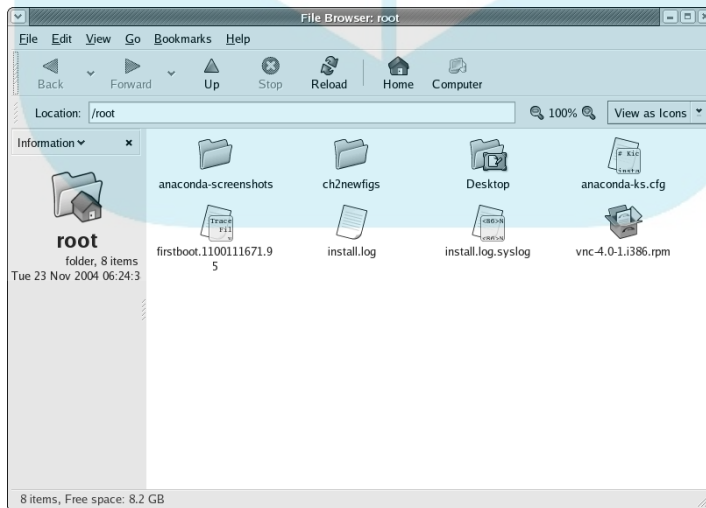 File Browser: root
File Edit View Go Bookmarks Help
Back Forward Up Stop Reload Home Computer
Location: /root 100% View as Icons
Information
anaconda-screenshots ch2newfigs Desktop anaconda-ks.cfg
root
folder, 8 items
Tue 23 Nov 2004 06:24:3
firstboot.1100111671.9
5
install.log install.log.syslog vnc-4.0-1.i386.rpm
8 items, Free space: 8.2 GB